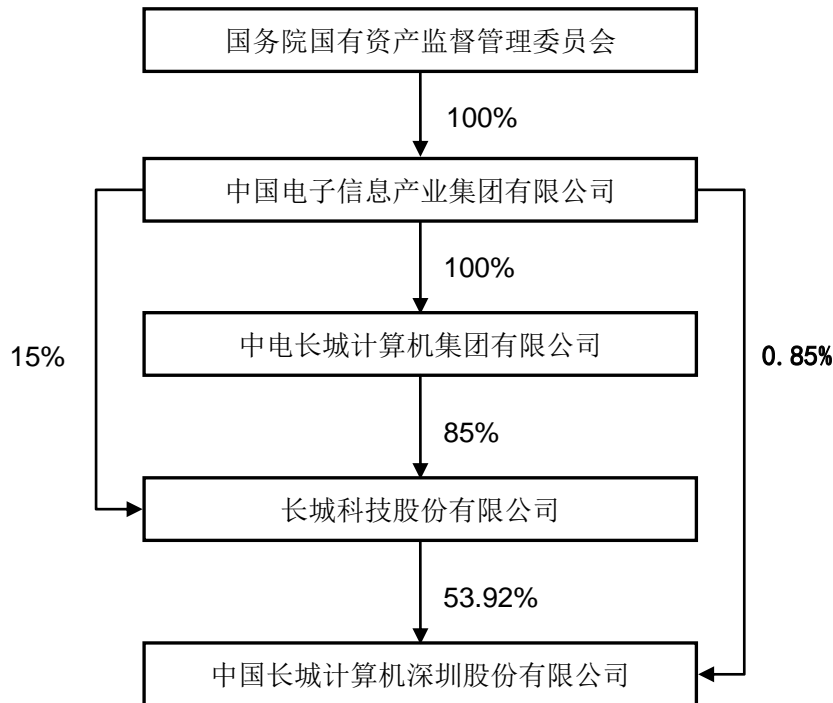 国务院国有资产监督管理委员会
100%
中国电子信息产业集团有限公司
100%
中电长城计算机集团有限公司
15%
0.85%
85%
长城科技股份有限公司
53.92%
中国长城计算机深圳股份有限公司